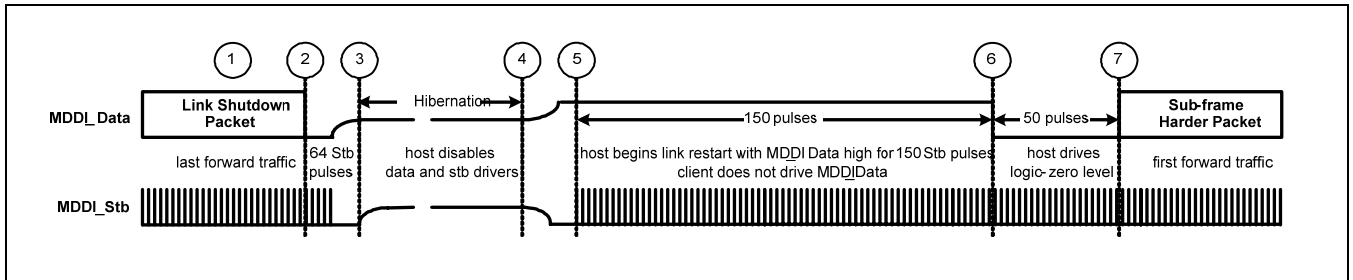 1 2 3 4 5 6 7
MDDI_Data
Link Shutdown
Packet
Hibernation
150 pulses
50 pulses
Sub-frame
Harder Packet
last forward traffic
64 Stb
pulses
host disables
data and stb drivers
host begins link restart with MDDI Data high for 150 Stb pulses
client does not drive MDDIData
host drives
logic-zero level
first forward traffic
MDDI_Stb